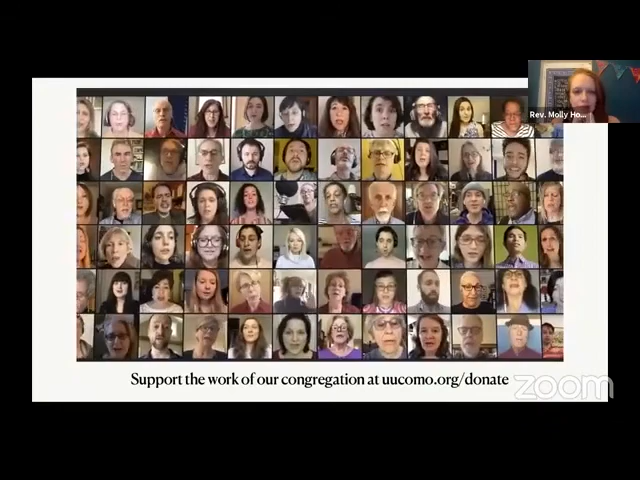 Rev. Molly Ho...
Support the work of our congregation at uucomo.org/donate
zoom